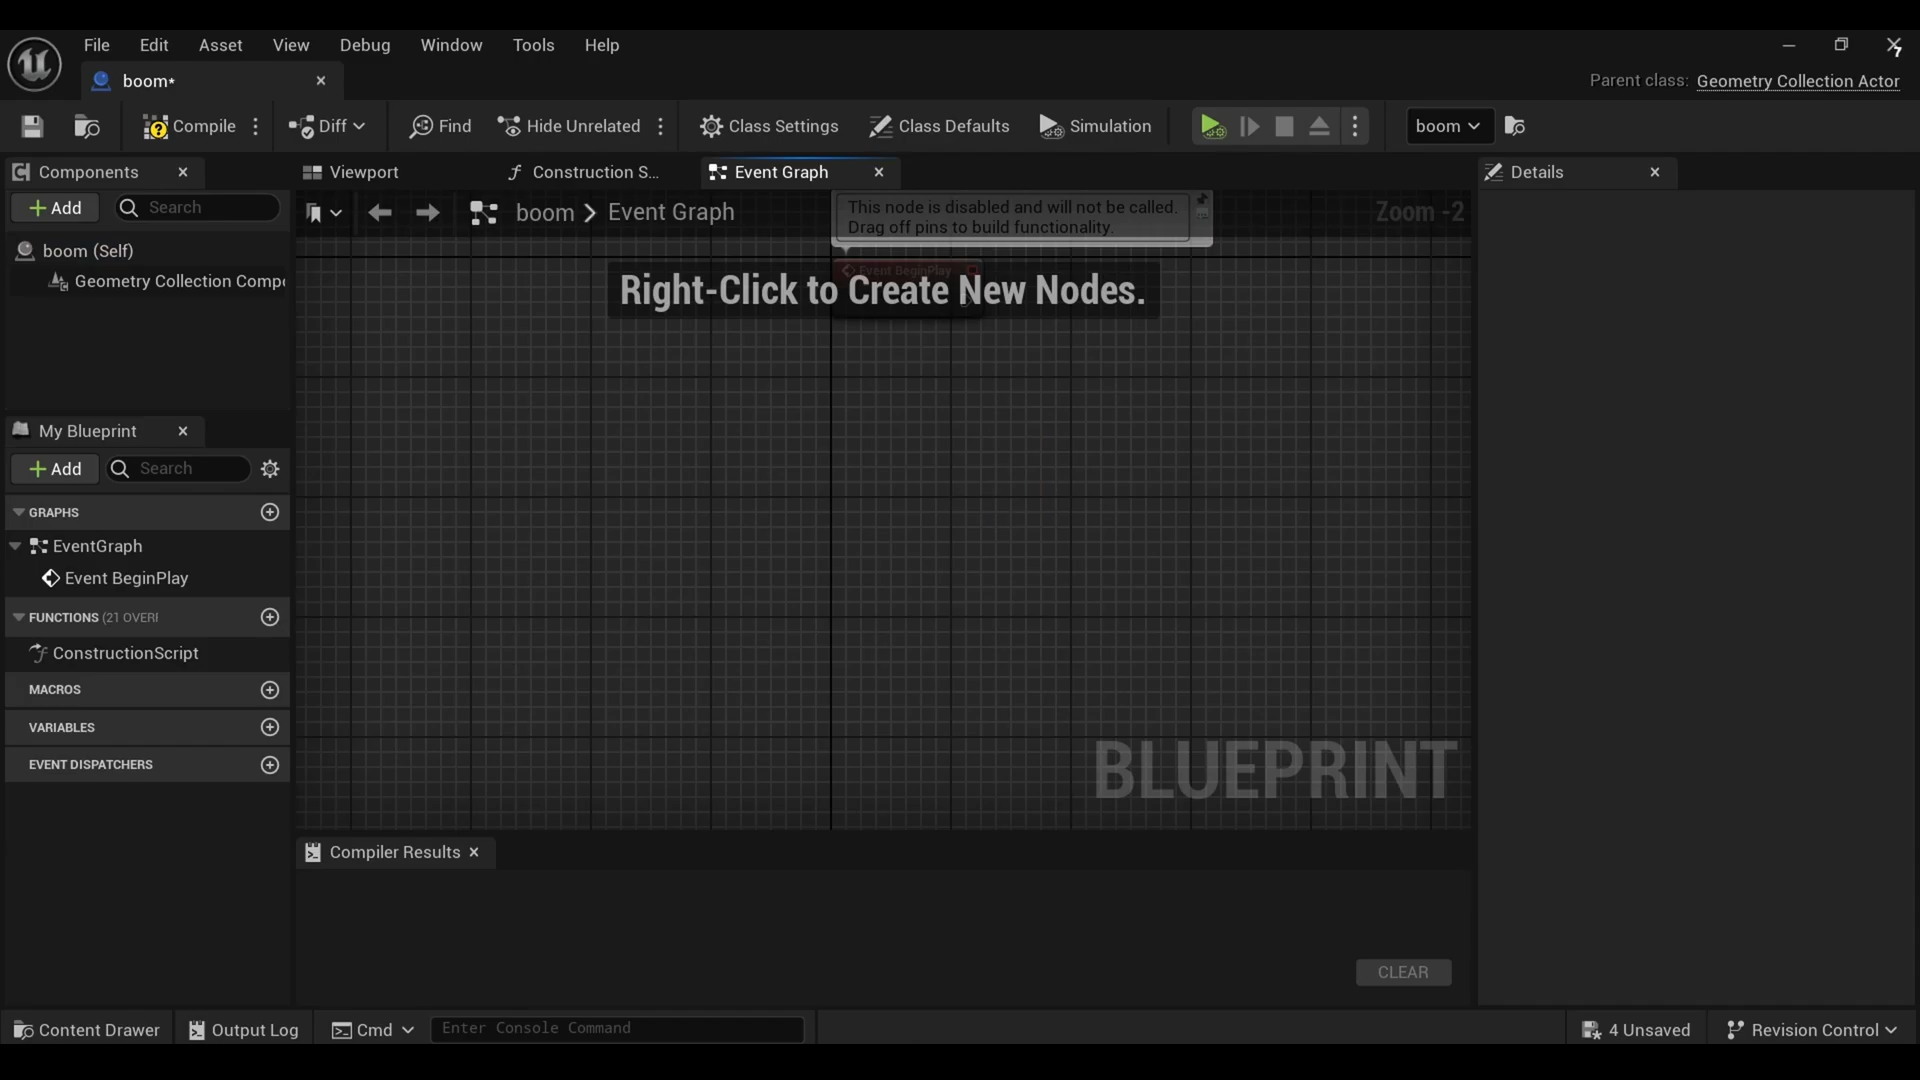 File Edit Asset View Debug Window Tools Help
boom*
Parent class: Geometry Collection Actor
Compile Diff Find Hide Unrelated Class Settings Class Defaults Simulation boom
Components
Viewport Construction S... Event Graph
Details
+ Add Search
boom > Event Graph
This node is disabled and will not be called.
Drag off pins to build functionality.
Zoom -2
boom (Self)
Geometry Collection Compo
Event BeginPlay
Right-Click to Create New Nodes.
My Blueprint
+ Add Search
GRAPHS
EventGraph
Event BeginPlay
FUNCTIONS (21 OVERI
ConstructionScript
MACROS
VARIABLES
EVENT DISPATCHERS
BLUEPRINT
Compiler Results
CLEAR
Content Drawer Output Log Cmd Enter Console Command 4 Unsaved Revision Control